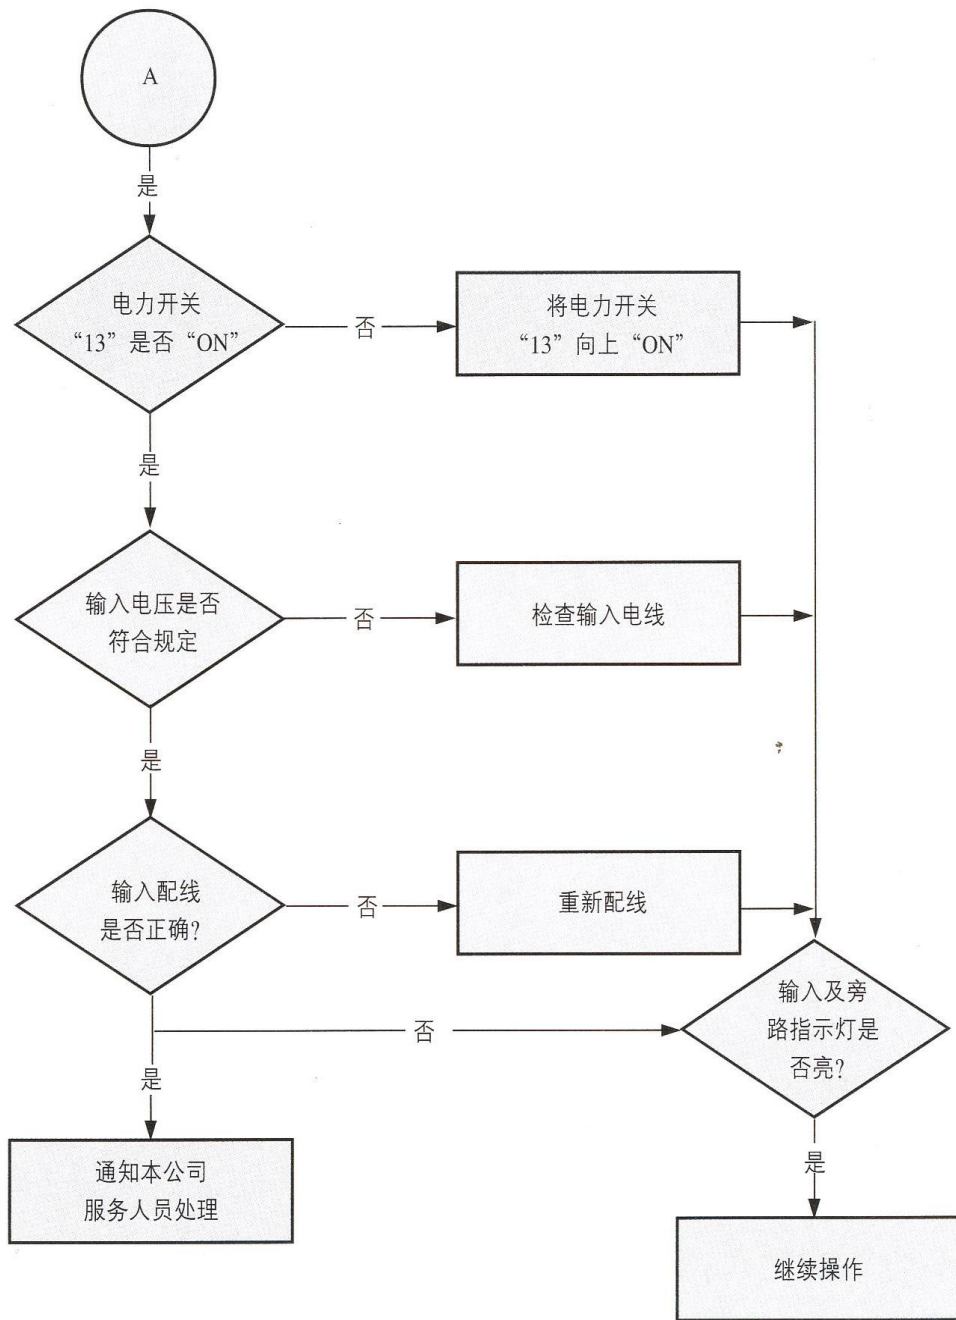 A
是
电力开关
“13”是否“ON”
否
将电力开关
“13”向上“ON”
是
输入电压是否
符合规定
否
检查输入电线
是
输入配线
是否正确?
否
重新配线
输入及旁
路指示灯是
否亮?
否
是
通知本公司
服务人员处理
是
继续操作